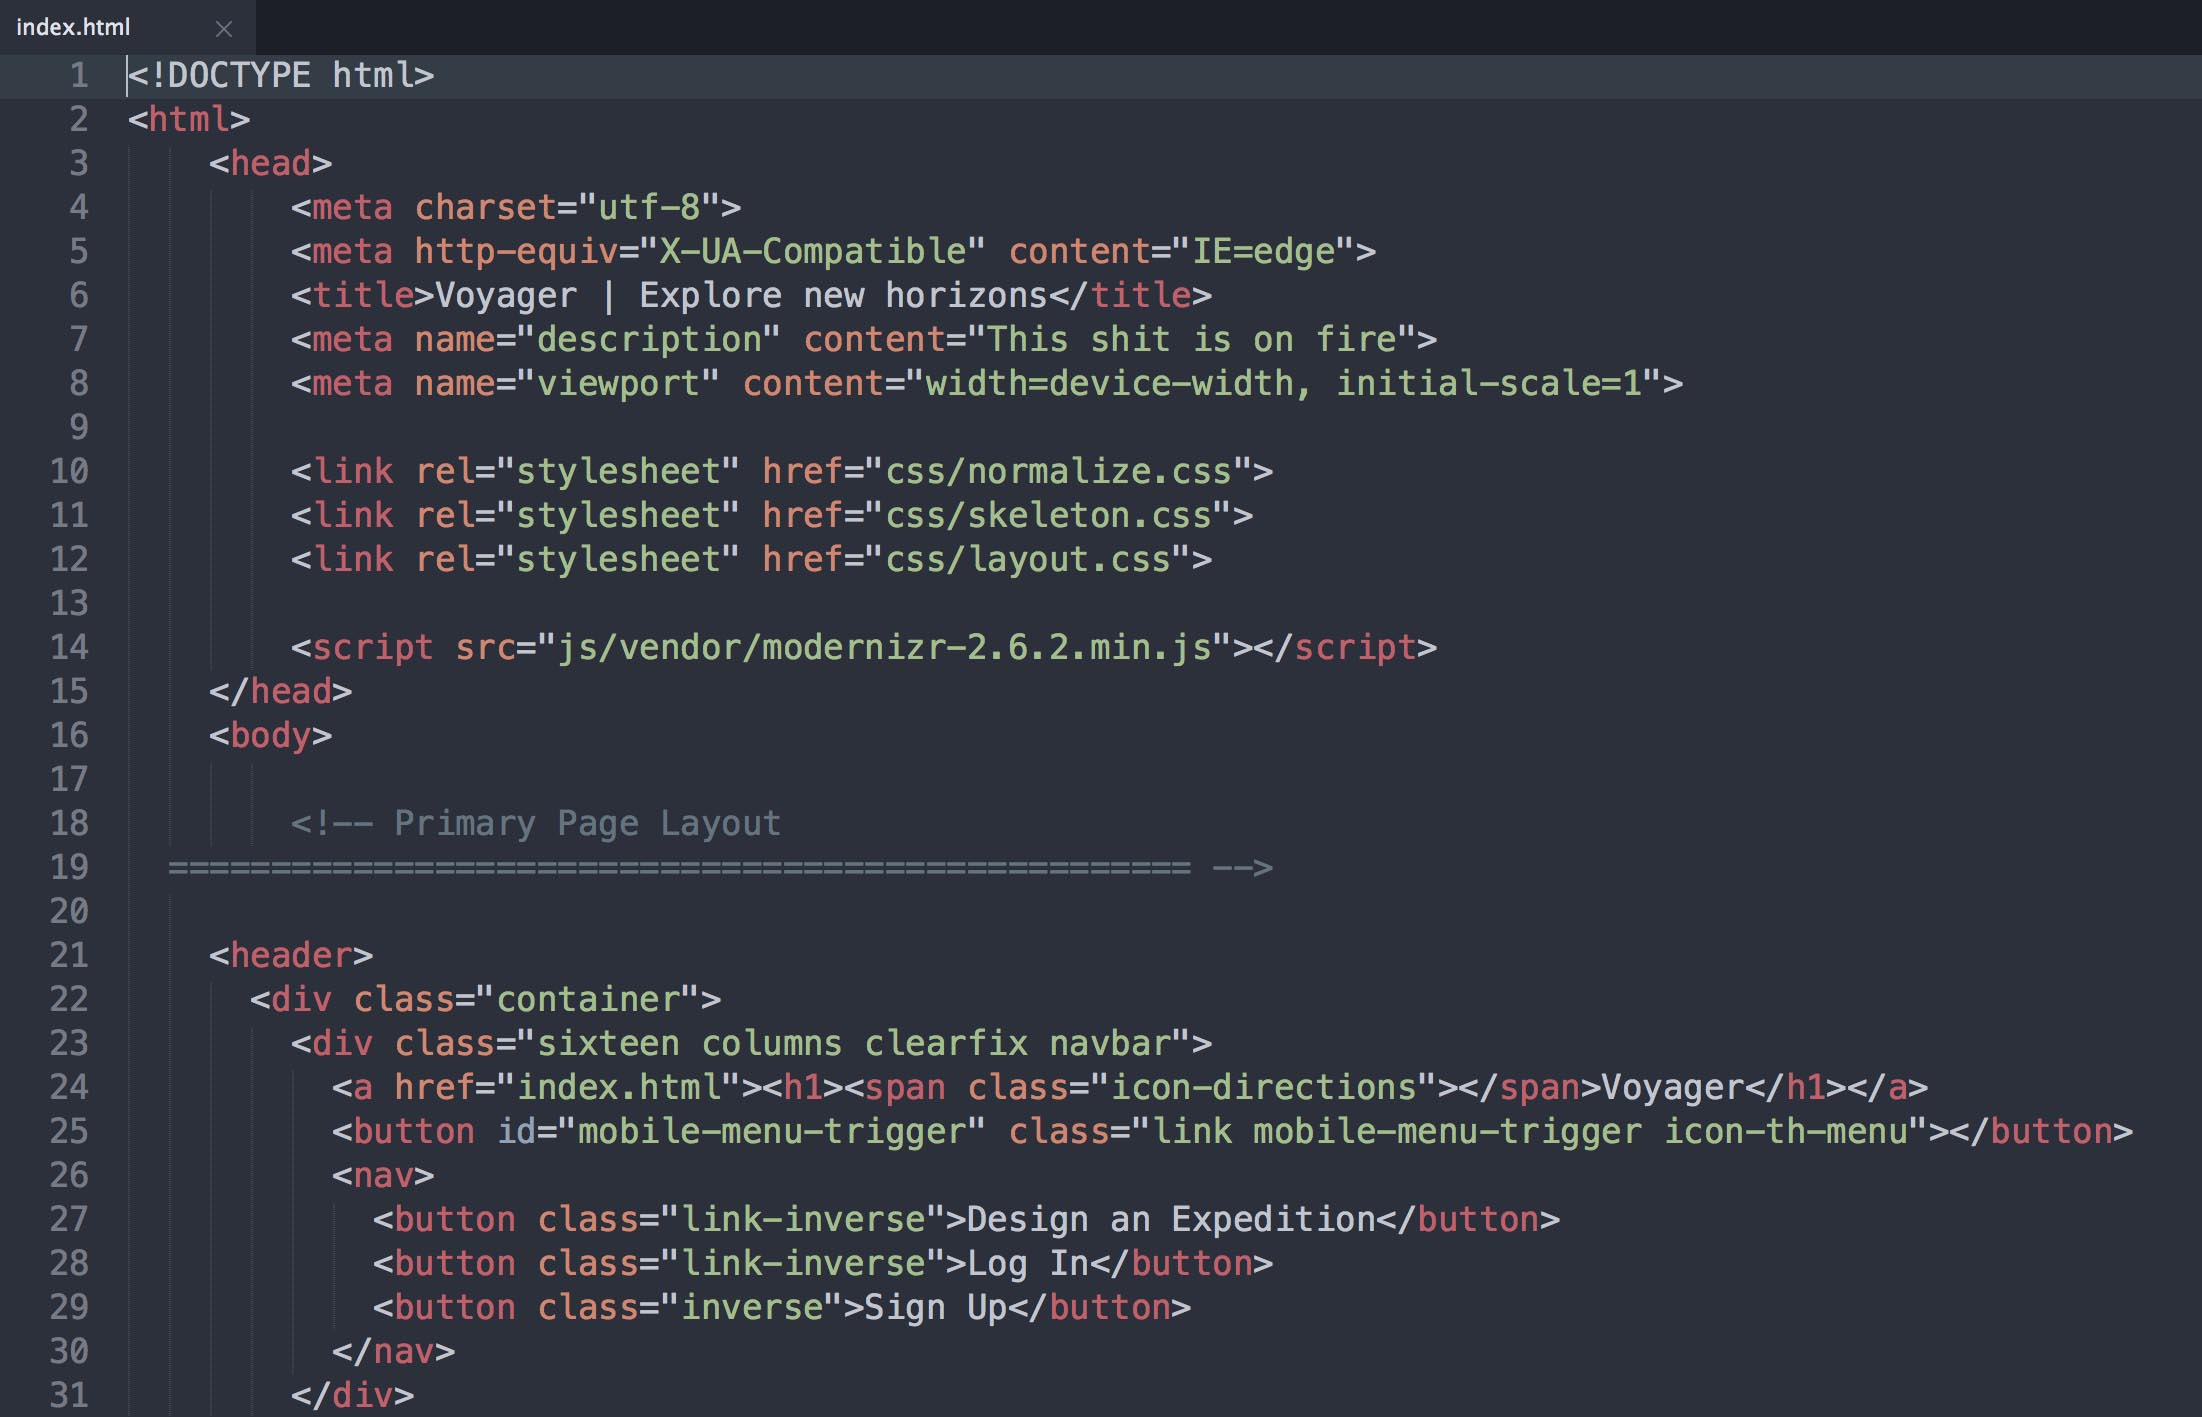 index.html
1 <!DOCTYPE html>
2 <html>
3 <head>
4 <meta charset="utf-8">
5 <meta http-equiv="X-UA-Compatible" content="IE=edge">
6 <title>Voyager | Explore new horizons</title>
7 <meta name="description" content="This shit is on fire">
8 <meta name="viewport" content="width=device-width, initial-scale=1">
9
10 <link rel="stylesheet" href="css/normalize.css">
11 <link rel="stylesheet" href="css/skeleton.css">
12 <link rel="stylesheet" href="css/layout.css">
13
14 <script src="js/vendor/modernizr-2.6.2.min.js"></script>
15 </head>
16 <body>
17
18 <!-- Primary Page Layout
19 ================================================== -->
20
21 <header>
22 <div class="container">
23 <div class="sixteen columns clearfix navbar">
24 <a href="index.html"><h1><span class="icon-directions"></span>Voyager</h1></a>
25 <button id="mobile-menu-trigger" class="link mobile-menu-trigger icon-th-menu"></button>
26 <nav>
27 <button class="link-inverse">Design an Expedition</button>
28 <button class="link-inverse">Log In</button>
29 <button class="inverse">Sign Up</button>
30 </nav>
31 </div>